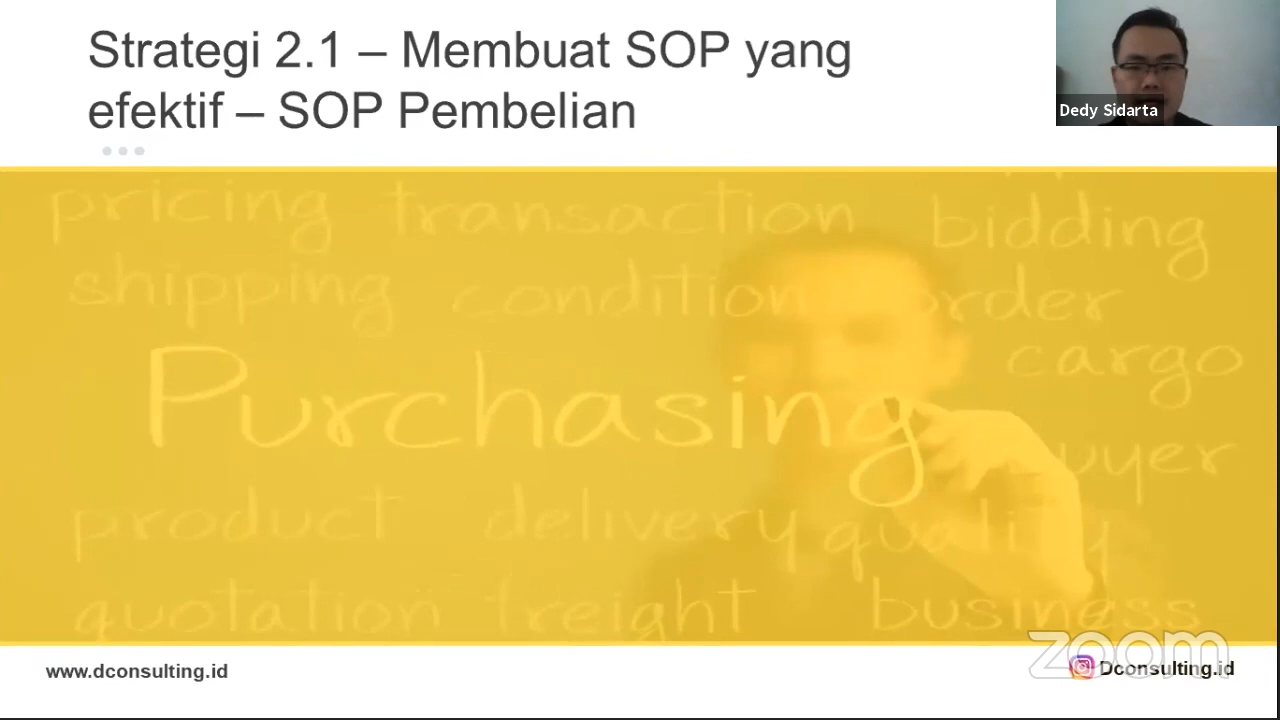 Strategi 2.1 – Membuat SOP yang
efektif – SOP Pembelian
Dedy Sidarta
pricing transaction bidding
shipping condition order
cargo
Purchasing
product delivery quality
quotation freight business
zoom
www.dconsulting.id
Dconsulting.id